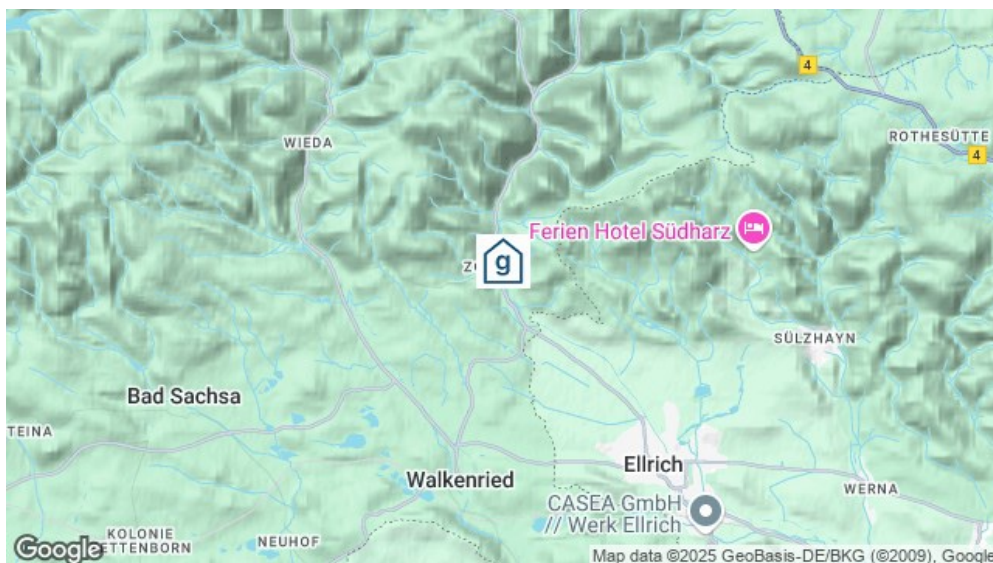 4
ROTHESÜTTE
4
WIEDA
Ferien Hotel Südharz
g
SÜLZHAYN
Bad Sachsa
TEINA
Ellrich
Walkenried
WERNA
CASEA GmbH
// Werk Ellrich
KOLONIE
ETTENBORN
NEUHOF
Google
Map data ©2025 GeoBasis-DE/BKG (©2009), Google